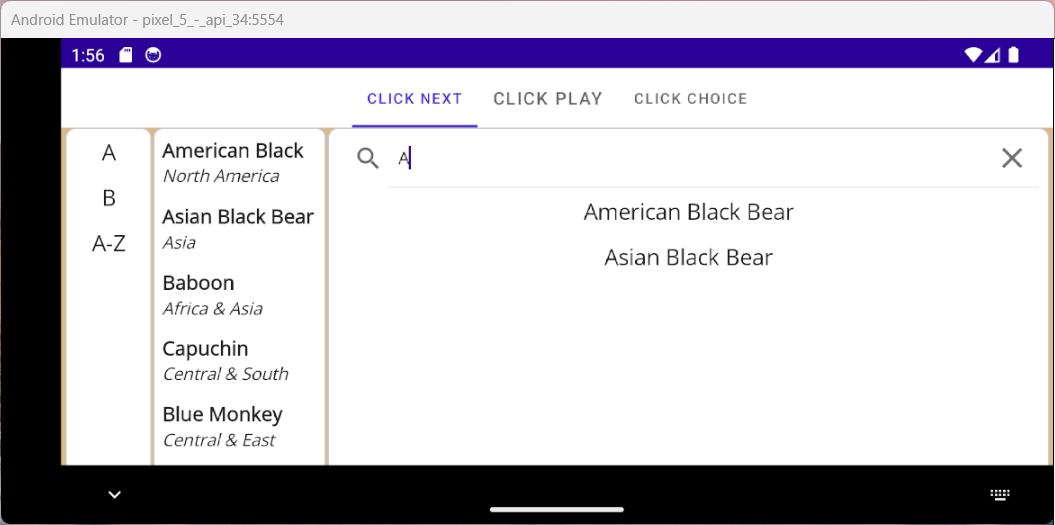 Android Emulator - pixel_5_-_api_34:5554
1:56
CLICK NEXT CLICK PLAY CLICK CHOICE
A
B
A-Z
American Black
North America
Asian Black Bear
Asia
Baboon
Africa & Asia
Capuchin
Central & South
Blue Monkey
Central & East
A
American Black Bear
Asian Black Bear